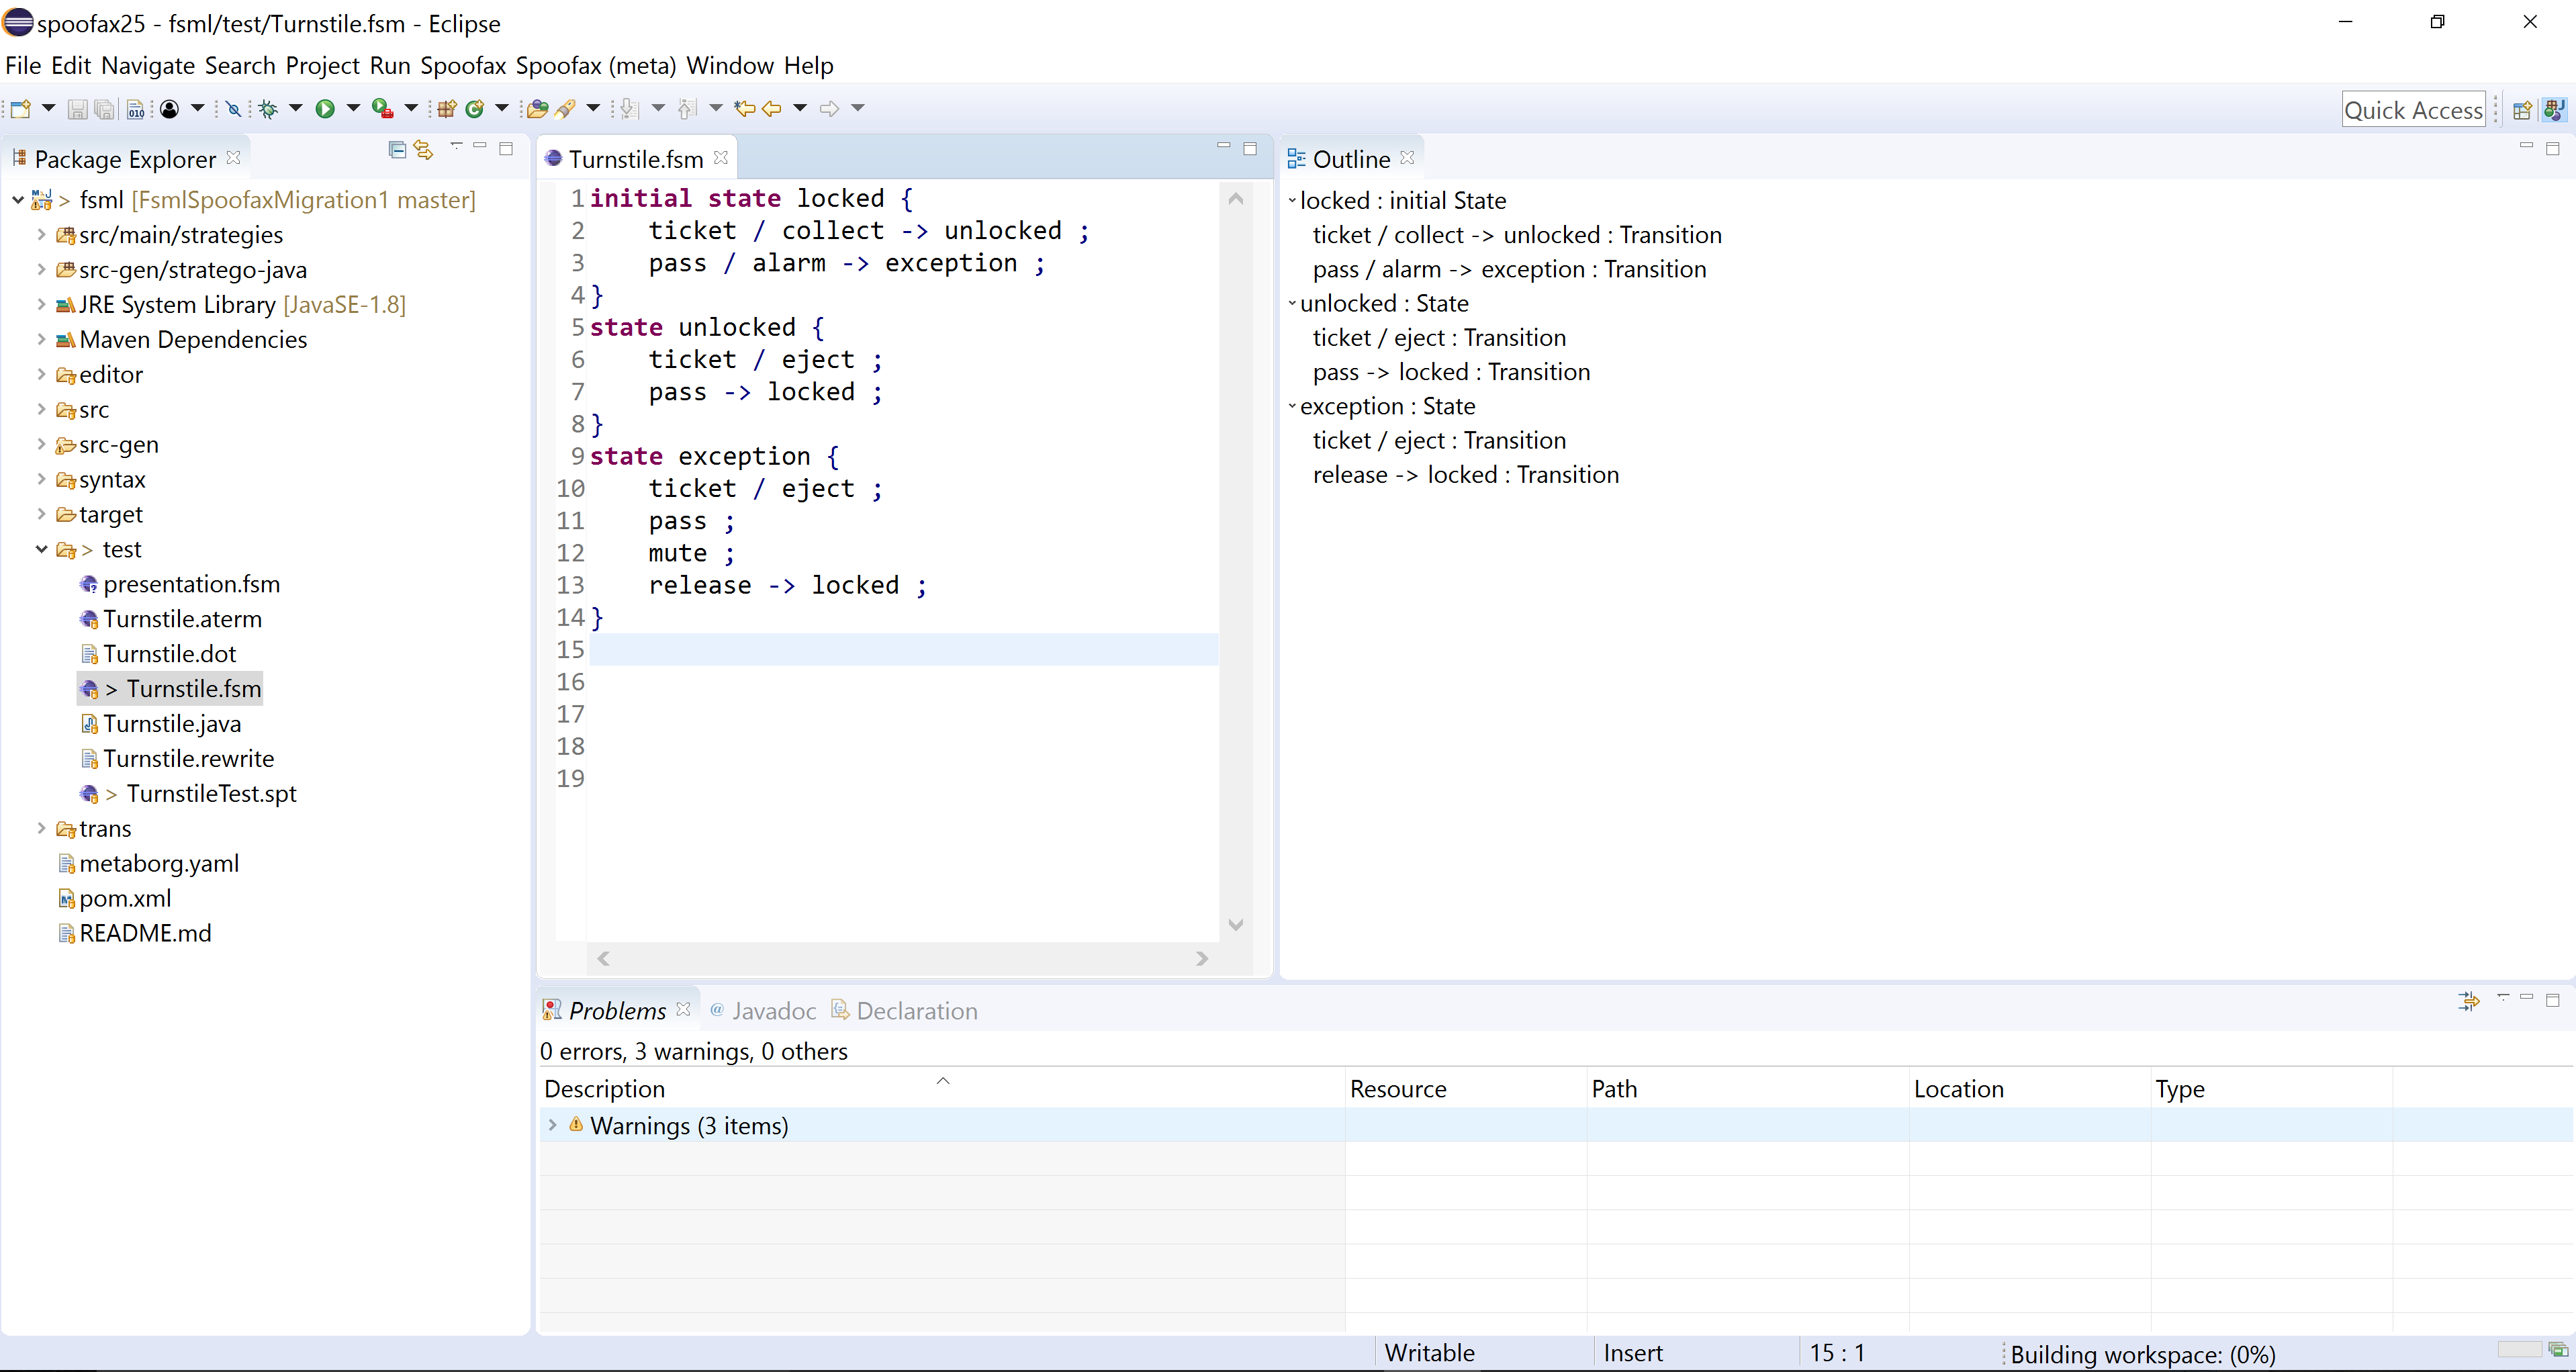 spoofax25 - fsml/test/Turnstile.fsm - Eclipse
File Edit Navigate Search Project Run Spoofax Spoofax (meta) Window Help
Quick Access
Package Explorer
> fsml [FsmlSpoofaxMigration1 master]
src/main/strategies
src-gen/stratego-java
JRE System Library [JavaSE-1.8]
Maven Dependencies
editor
src
src-gen
syntax
target
> test
presentation.fsm
Turnstile.aterm
Turnstile.dot
> Turnstile.fsm
Turnstile.java
Turnstile.rewrite
> TurnstileTest.spt
trans
metaborg.yaml
pom.xml
README.md
Turnstile.fsm
1 initial state locked {
2     ticket / collect -> unlocked ;
3     pass / alarm -> exception ;
4 }
5 state unlocked {
6     ticket / eject ;
7     pass -> locked ;
8 }
9 state exception {
10     ticket / eject ;
11     pass ;
12     mute ;
13     release -> locked ;
14 }
15
16
17
18
19
Outline
locked : initial State
ticket / collect -> unlocked : Transition
pass / alarm -> exception : Transition
unlocked : State
ticket / eject : Transition
pass -> locked : Transition
exception : State
ticket / eject : Transition
release -> locked : Transition
Problems @ Javadoc Declaration
0 errors, 3 warnings, 0 others
Description Resource Path Location Type
Warnings (3 items)
Writable Insert 15 : 1 Building workspace: (0%)